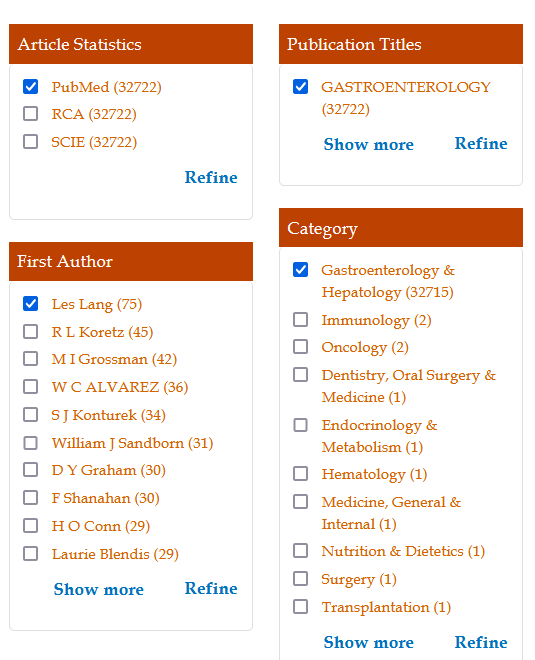 Article Statistics
PubMed (32722)
RCA (32722)
SCIE (32722)
Refine
First Author
Les Lang (75)
R L Koretz (45)
M I Grossman (42)
W C ALVAREZ (36)
S J Konturek (34)
William J Sandborn (31)
D Y Graham (30)
F Shanahan (30)
H O Conn (29)
Laurie Blendis (29)
Show more Refine
Publication Titles
GASTROENTEROLOGY
(32722)
Show more Refine
Category
Gastroenterology &
Hepatology (32715)
Immunology (2)
Oncology (2)
Dentistry, Oral Surgery &
Medicine (1)
Endocrinology &
Metabolism (1)
Hematology (1)
Medicine, General &
Internal (1)
Nutrition & Dietetics (1)
Surgery (1)
Transplantation (1)
Show more Refine